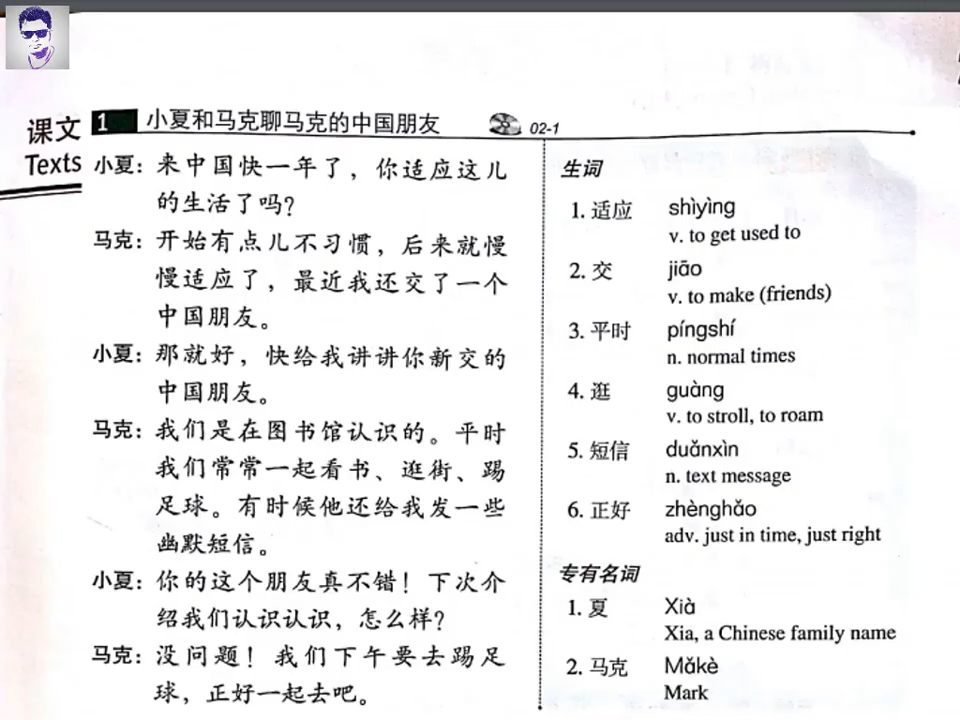 课文
Texts
1 小夏和马克聊马克的中国朋友 02-1
小夏：来中国快一年了，你适应这儿
的生活了吗？
马克：开始有点儿不习惯，后来就慢
慢适应了，最近我还交了一个
中国朋友。
小夏：那就好，快给我讲讲你新交的
中国朋友。
马克：我们是在图书馆认识的。平时
我们常常一起看书、逛街、踢
足球。有时候他还给我发一些
幽默短信。
小夏：你的这个朋友真不错！下次介
绍我们认识认识，怎么样？
马克：没问题！我们下午要去踢足
球，正好一起去吧。
生词
1. 适应 shìyìng
v. to get used to
2. 交 jiāo
v. to make (friends)
3. 平时 píngshí
n. normal times
4. 逛 guàng
v. to stroll, to roam
5. 短信 duǎnxìn
n. text message
6. 正好 zhènghǎo
adv. just in time, just right
专有名词
1. 夏 Xià
Xia, a Chinese family name
2. 马克 Mǎkè
Mark